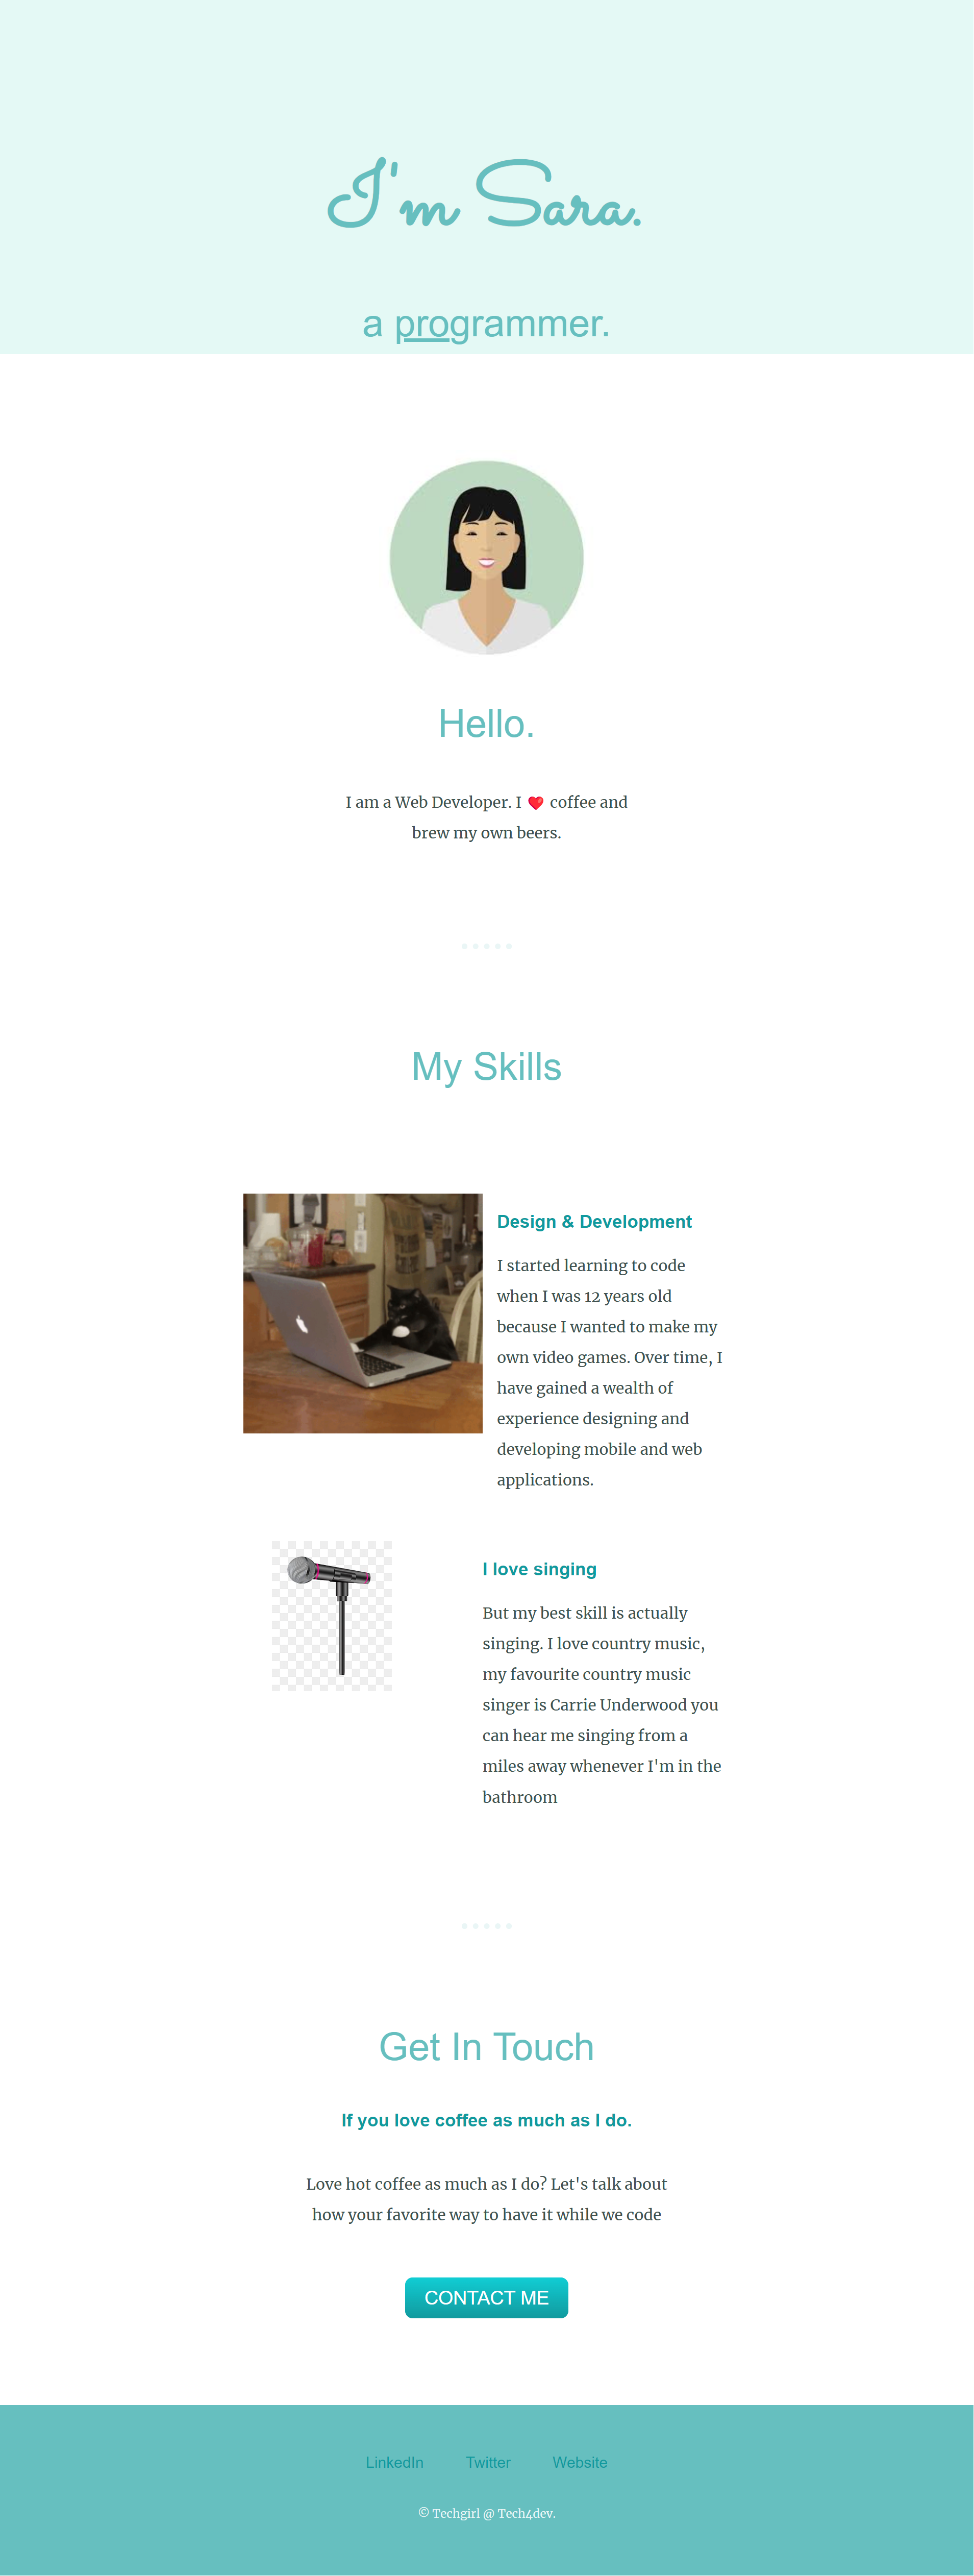 I'm Sara.
a programmer.
Hello.
I am a Web Developer. I ❤️ coffee and
brew my own beers.
My Skills
Design & Development
I started learning to code
when I was 12 years old
because I wanted to make my
own video games. Over time, I
have gained a wealth of
experience designing and
developing mobile and web
applications.
I love singing
But my best skill is actually
singing. I love country music,
my favourite country music
singer is Carrie Underwood you
can hear me singing from a
miles away whenever I'm in the
bathroom
Get In Touch
If you love coffee as much as I do.
Love hot coffee as much as I do? Let's talk about
how your favorite way to have it while we code
CONTACT ME
LinkedIn Twitter Website
© Techgirl @ Tech4dev.